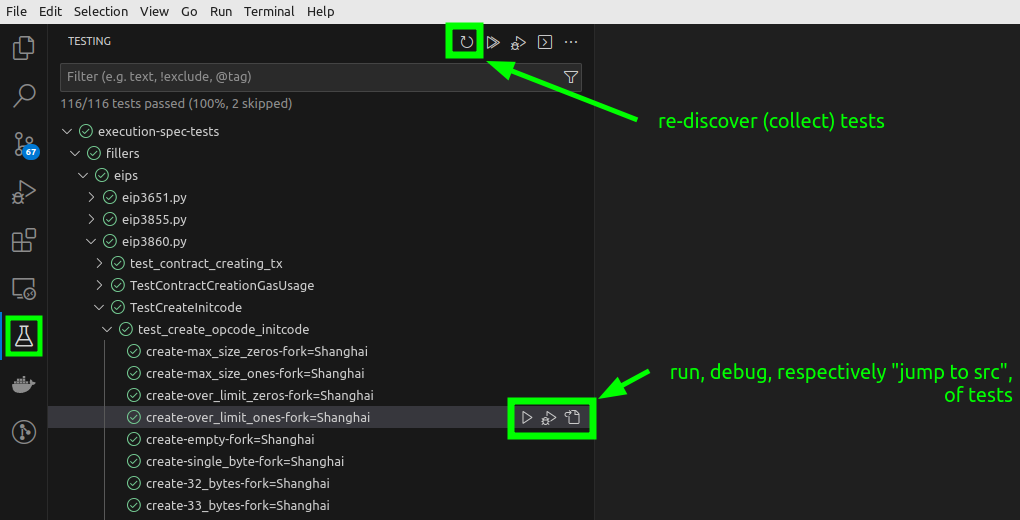 File Edit Selection View Go Run Terminal Help
TESTING
Filter (e.g. text, !exclude, @tag)
116/116 tests passed (100%, 2 skipped)
re-discover (collect) tests
execution-spec-tests
fillers
67
eips
eip3651.py
eip3855.py
eip3860.py
test_contract_creating_tx
TestContractCreationGasUsage
TestCreateInitcode
test_create_opcode_initcode
create-max_size_zeros-fork=Shanghai
create-max_size_ones-fork=Shanghai
create-over_limit_zeros-fork=Shanghai
create-over_limit_ones-fork=Shanghai
run, debug, respectively "jump to src",
of tests
create-empty-fork=Shanghai
create-single_byte-fork=Shanghai
create-32_bytes-fork=Shanghai
create-33_bytes-fork=Shanghai